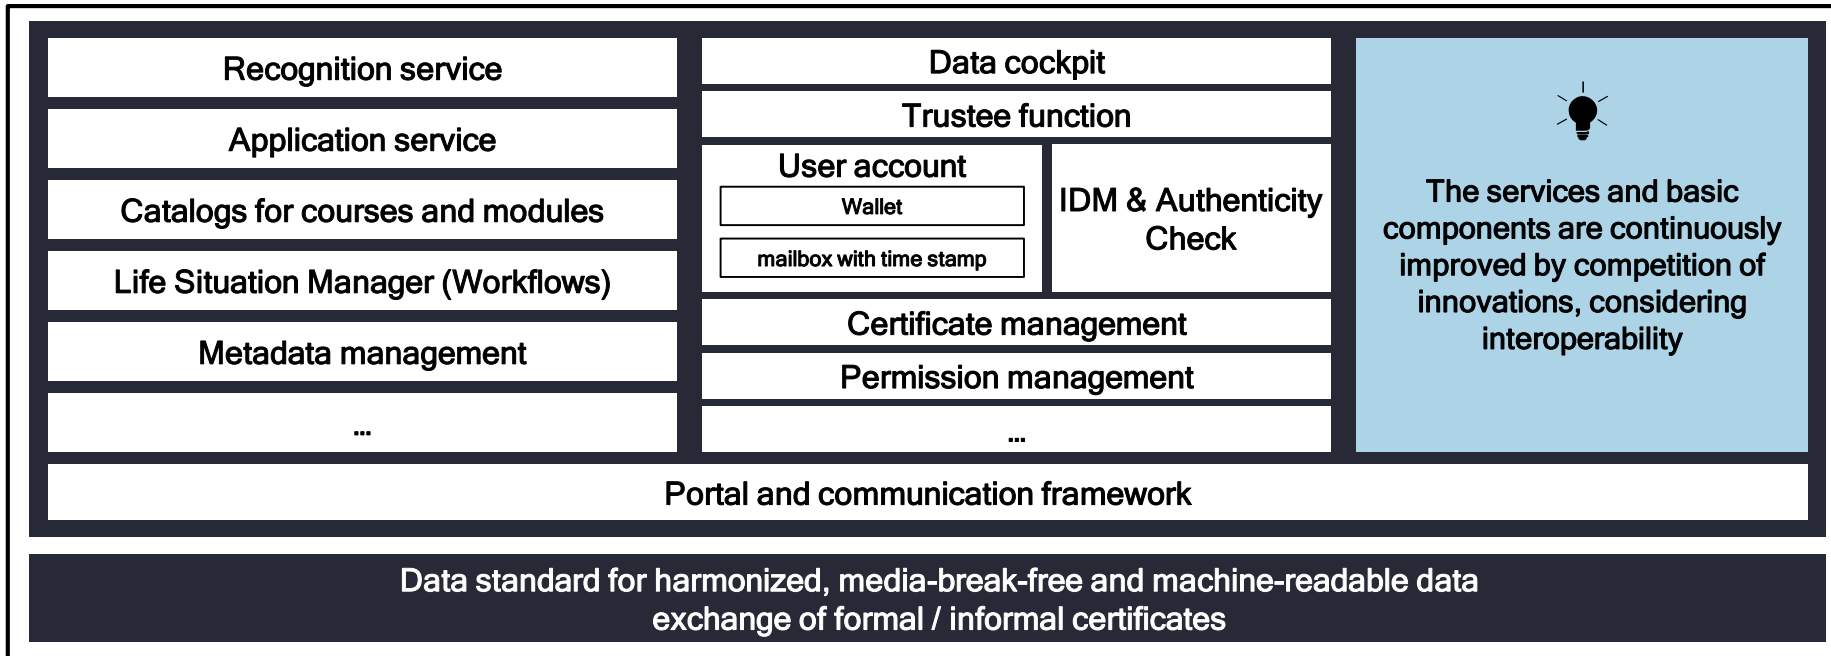 Recognition service
Application service
Catalogs for courses and modules
Life Situation Manager (Workflows)
Metadata management
...
Data cockpit
Trustee function
User account
Wallet
mailbox with time stamp
IDM & Authenticity
Check
Certificate management
Permission management
...
The services and basic
components are continuously
improved by competition of
innovations, considering
interoperability
Portal and communication framework
Data standard for harmonized, media-break-free and machine-readable data
exchange of formal / informal certificates